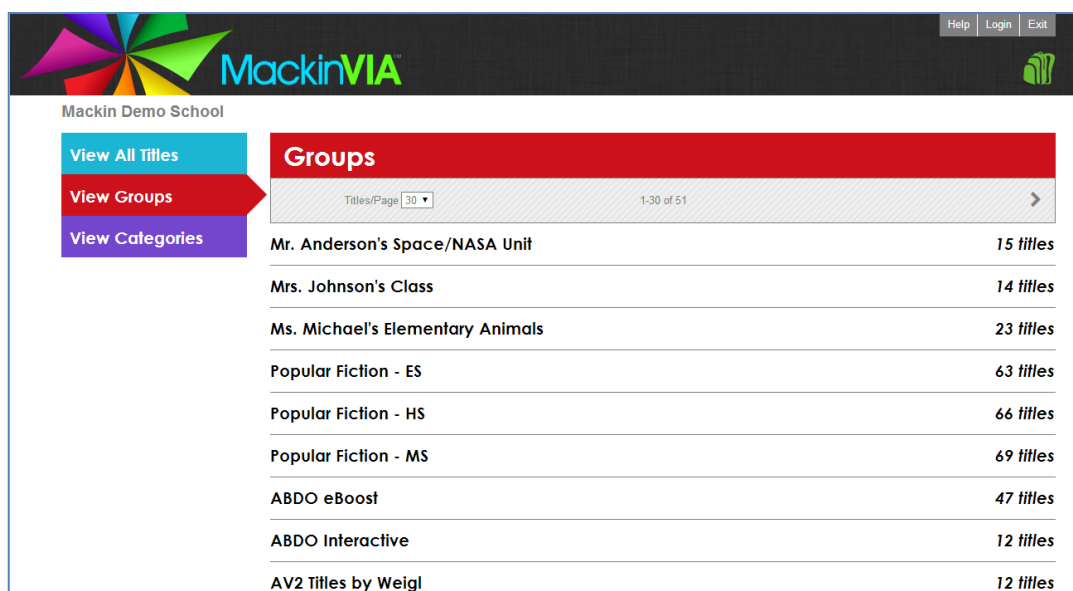 Help Login Exit
MackinVIA™
Mackin Demo School
View All Titles
View Groups
View Categories
Groups
Titles/Page 30 1-30 of 51
Mr. Anderson's Space/NASA Unit 15 titles
Mrs. Johnson's Class 14 titles
Ms. Michael's Elementary Animals 23 titles
Popular Fiction - ES 63 titles
Popular Fiction - HS 66 titles
Popular Fiction - MS 69 titles
ABDO eBoost 47 titles
ABDO Interactive 12 titles
AV2 Titles by Weigl 12 titles